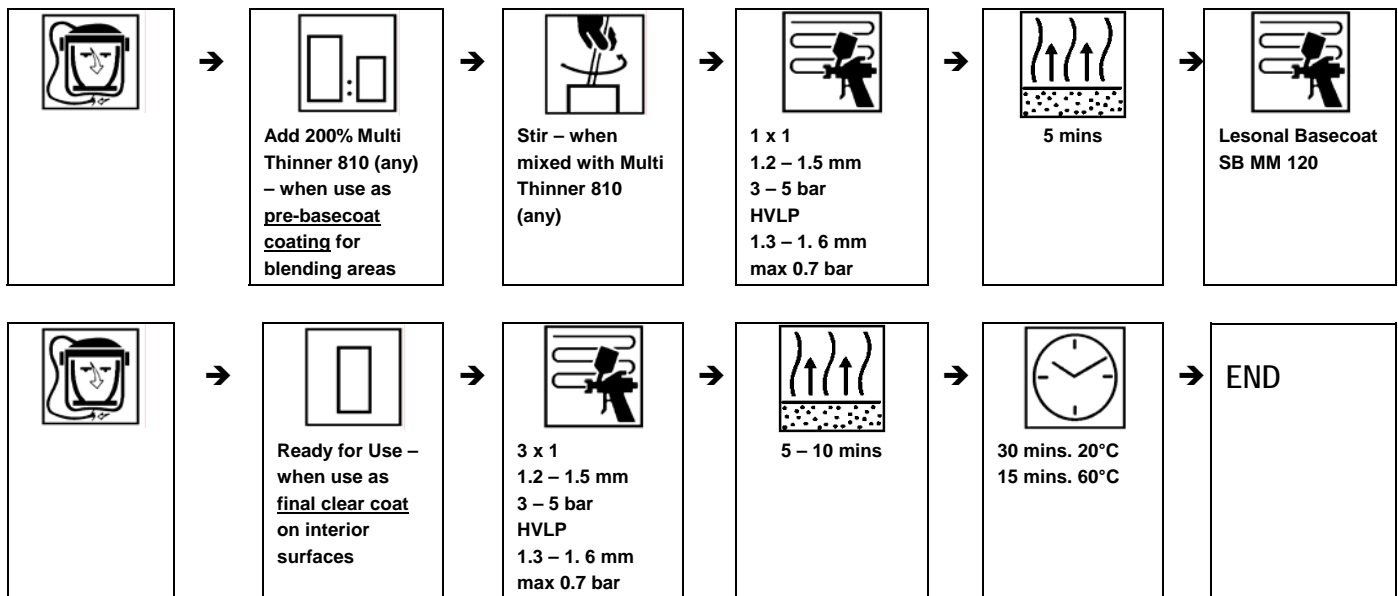 Add 200% Multi
Thinner 810 (any)
– when use as
pre-basecoat
coating for
blending areas
Stir – when
mixed with Multi
Thinner 810
(any)
1 x 1
1.2 – 1.5 mm
3 – 5 bar
HVLP
1.3 – 1. 6 mm
max 0.7 bar
5 mins
Lesonal Basecoat
SB MM 120
Ready for Use –
when use as
final clear coat
on interior
surfaces
3 x 1
1.2 – 1.5 mm
3 – 5 bar
HVLP
1.3 – 1. 6 mm
max 0.7 bar
5 – 10 mins
30 mins. 20°C
15 mins. 60°C
END